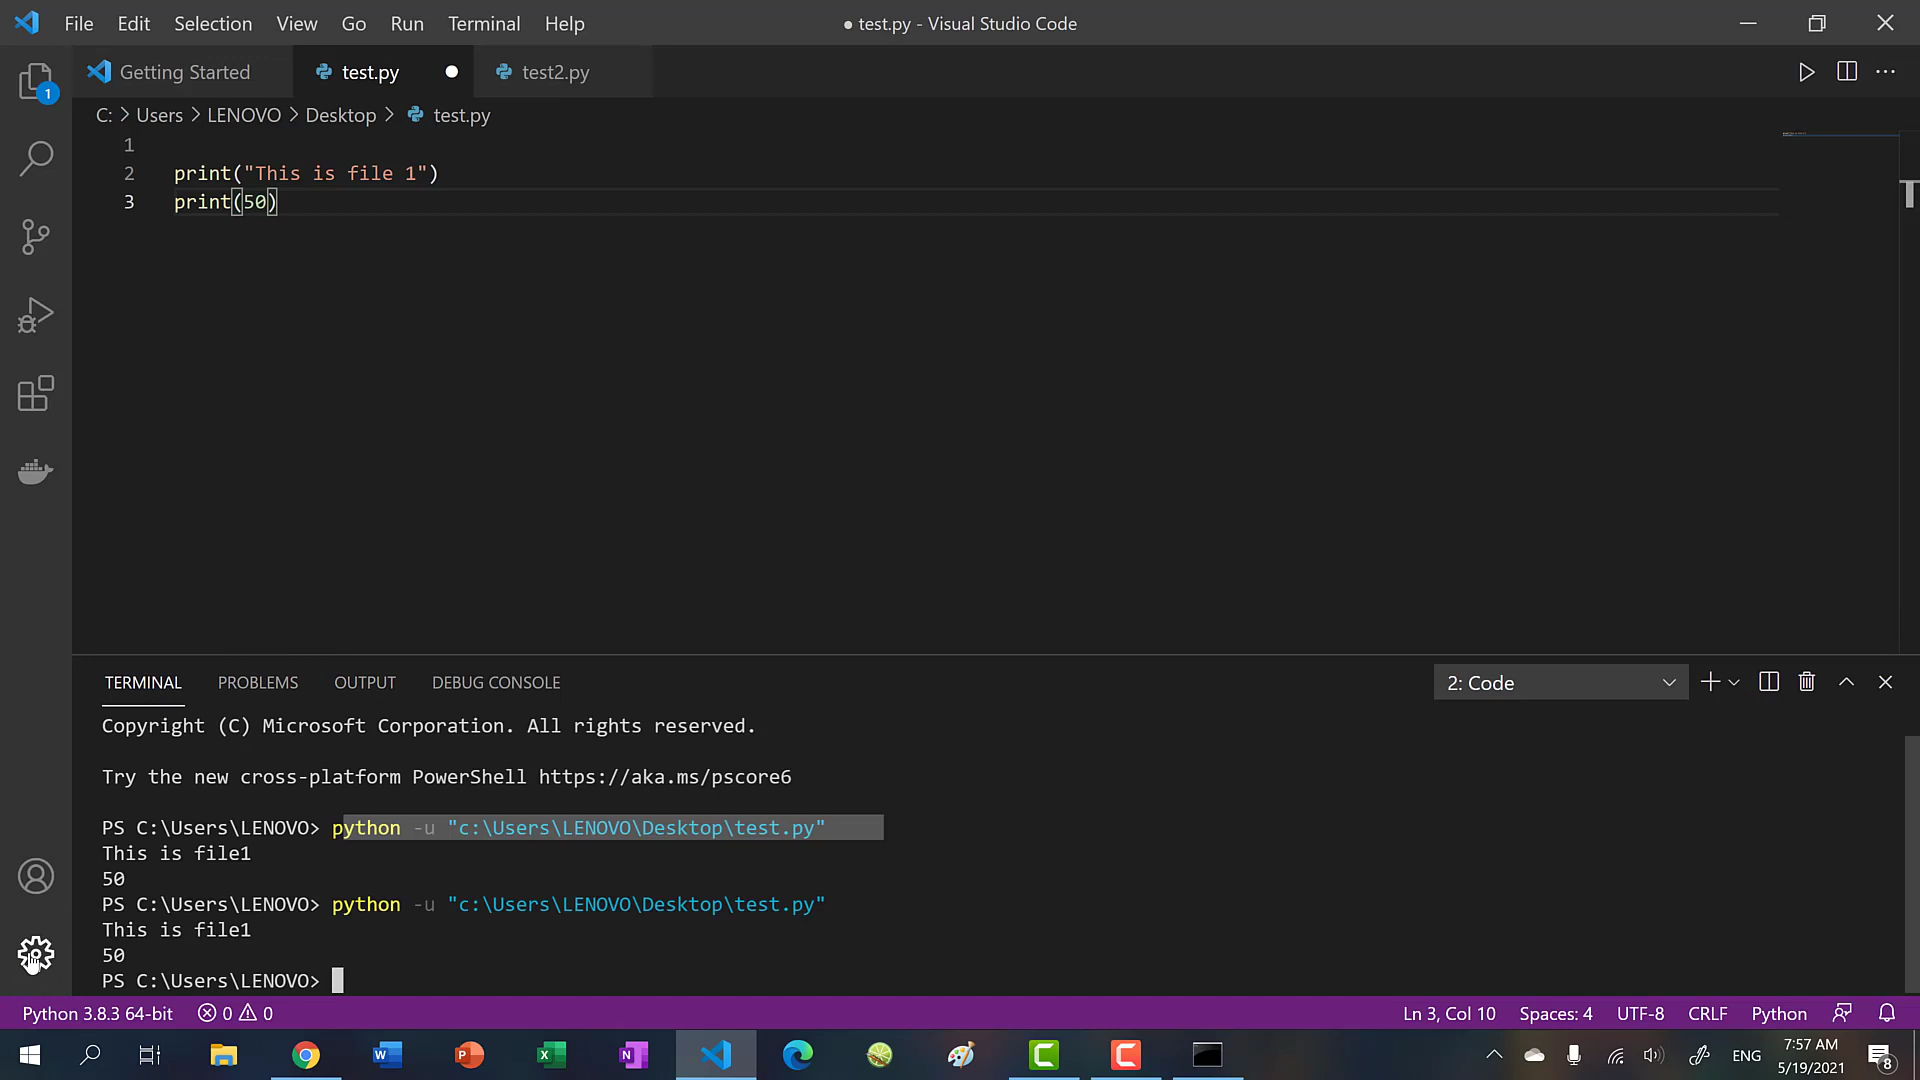 File Edit Selection View Go Run Terminal Help
● test.py - Visual Studio Code
Getting Started
test.py
test2.py
1
C: > Users > LENOVO > Desktop > test.py
1
2 print("This is file 1")
3 print(50)
TERMINAL PROBLEMS OUTPUT DEBUG CONSOLE
2: Code
Copyright (C) Microsoft Corporation. All rights reserved.
Try the new cross-platform PowerShell https://aka.ms/pscore6
PS C:\Users\LENOVO> python -u "c:\Users\LENOVO\Desktop\test.py"
This is file1
50
PS C:\Users\LENOVO> python -u "c:\Users\LENOVO\Desktop\test.py"
This is file1
50
PS C:\Users\LENOVO>
Python 3.8.3 64-bit 0 0
Ln 3, Col 10 Spaces: 4 UTF-8 CRLF Python
ENG
7:57 AM
5/19/2021
8